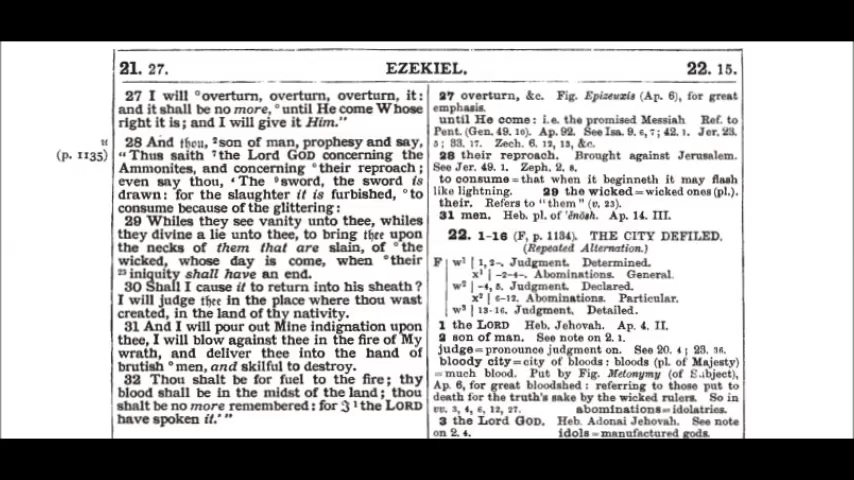 21. 27. EZEKIEL. 22. 15.
27 I will °overturn, overturn, overturn, it:
and it shall be no more, °until He come Whose
right it is; and I will give it Him."
28 And thou, ²son of man, prophesy and say,
(p. 1135)
"Thus saith ⁷the Lord GOD concerning the
Ammonites, and concerning °their reproach;
even say thou, 'The °sword, the sword is
drawn: for the slaughter it is furbished, °to
consume because of the glittering:
29 Whiles they see vanity unto thee, whiles
they divine a lie unto thee, to bring thee upon
the necks of them that are slain, of °the
wicked, whose day is come, when °their
²³ iniquity shall have an end.
30 Shall I cause it to return into his sheath?
I will judge thee in the place where thou wast
created, in the land of thy nativity.
31 And I will pour out Mine indignation upon
thee, I will blow against thee in the fire of My
wrath, and deliver thee into the hand of
brutish °men, and skilful to destroy.
32 Thou shalt be for fuel to the fire; thy
blood shall be in the midst of the land; thou
shalt be no more remembered: for I ¹the LORD
have spoken it.'"
27 overturn, &c. Fig. Epizeuxis (Ap. 6), for great
emphasis.
until He come: i.e. the promised Messiah Ref. to
Pent. (Gen. 49. 10). Ap. 92. See Isa. 9. 6, 7; 42. 1. Jer. 23.
5; 33. 17. Zech. 6. 12, 13, &c.
28 their reproach. Brought against Jerusalem.
See Jer. 49. 1. Zeph. 2. 8.
to consume = that when it beginneth it may flash
like lightning. 29 the wicked = wicked ones (pl.).
their. Refers to "them" (v. 23).
31 men. Heb. pl. of 'ĕnōsh. Ap. 14. III.
22. 1-16 (F, p. 1134). THE CITY DEFILED.
(Repeated Alternation.)
F w¹ | 1, 2-. Judgment. Determined.
x¹ | -2-4-. Abominations. General.
w² | -4, 5. Judgment. Declared.
x² | 6-12. Abominations. Particular.
w³ | 13-16. Judgment. Detailed.
1 the LORD Heb. Jehovah. Ap. 4. II.
2 son of man. See note on 2. 1.
judge = pronounce judgment on. See 20. 4; 23. 36.
bloody city = city of bloods: bloods (pl. of Majesty)
= much blood. Put by Fig. Metonymy (of Subject),
Ap. 6, for great bloodshed: referring to those put to
death for the truth's sake by the wicked rulers. So in
vv. 3, 4, 6, 12, 27. abominations = idolatries.
3 the Lord GOD. Heb. Adonai Jehovah. See note
on 2. 4. idols = manufactured gods.